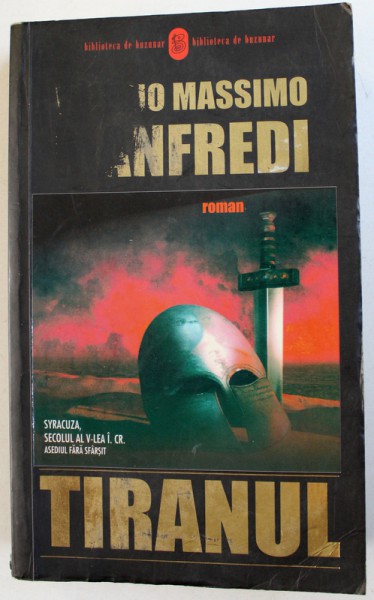 biblioteca de buzunar biblioteca de buzunar
IO MASSIMO
ANFREDI
roman
SYRACUZA,
SECOLUL AL V-LEA Î. CR.
ASEDIUL FĂRĂ SFÂRȘIT
TIRANUL